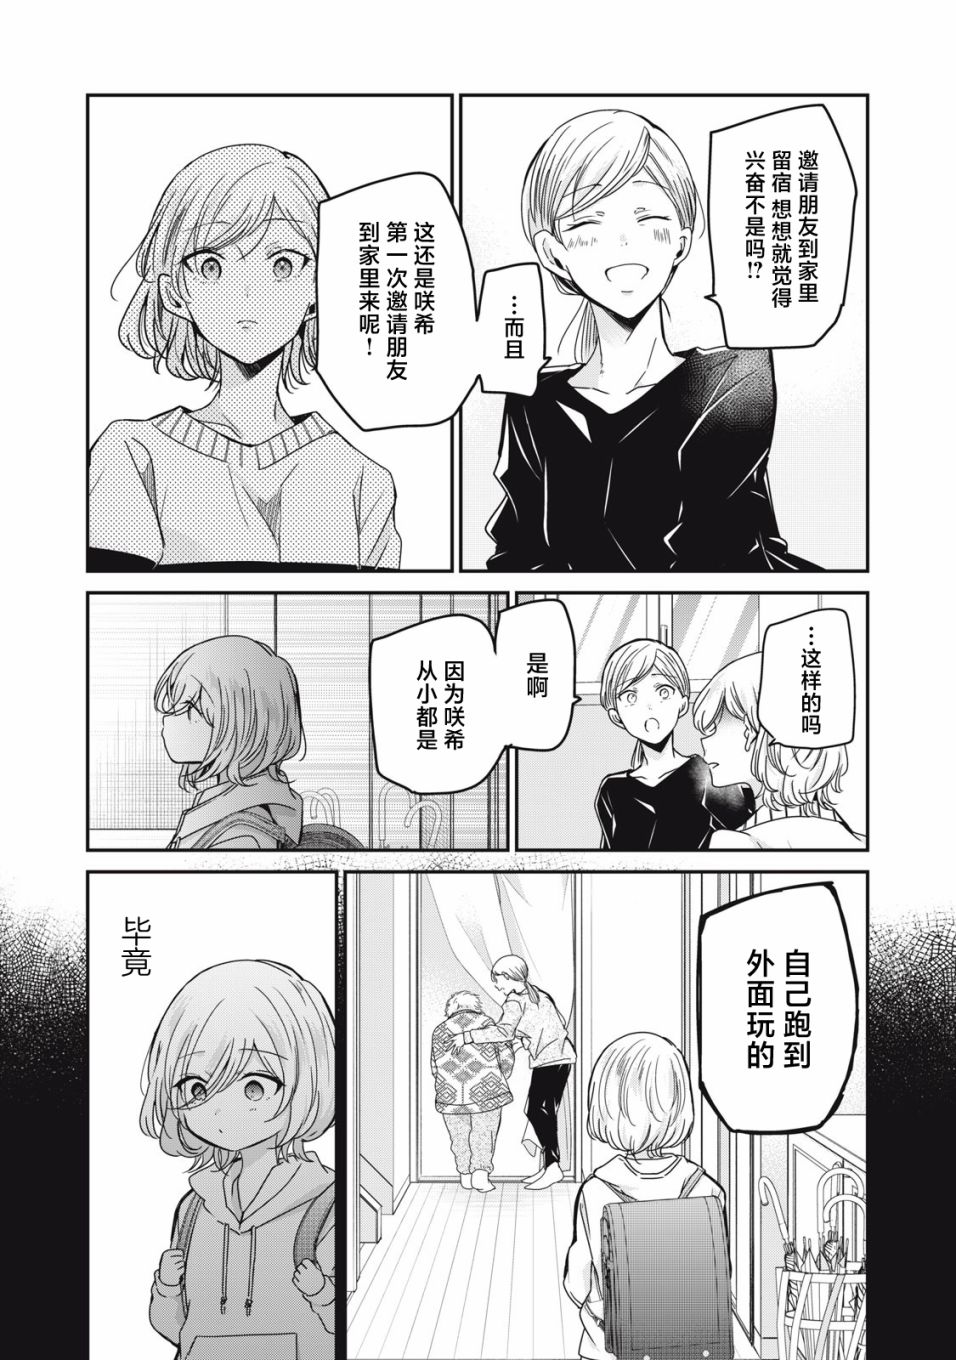 邀请朋友到家里
留宿 想想就觉得
兴奋不是吗!?
…而且
这还是咲希
第一次邀请朋友
到家里来呢！
…这样的吗
是啊
因为咲希
从小都是
自己跑到
外面玩的
毕竟